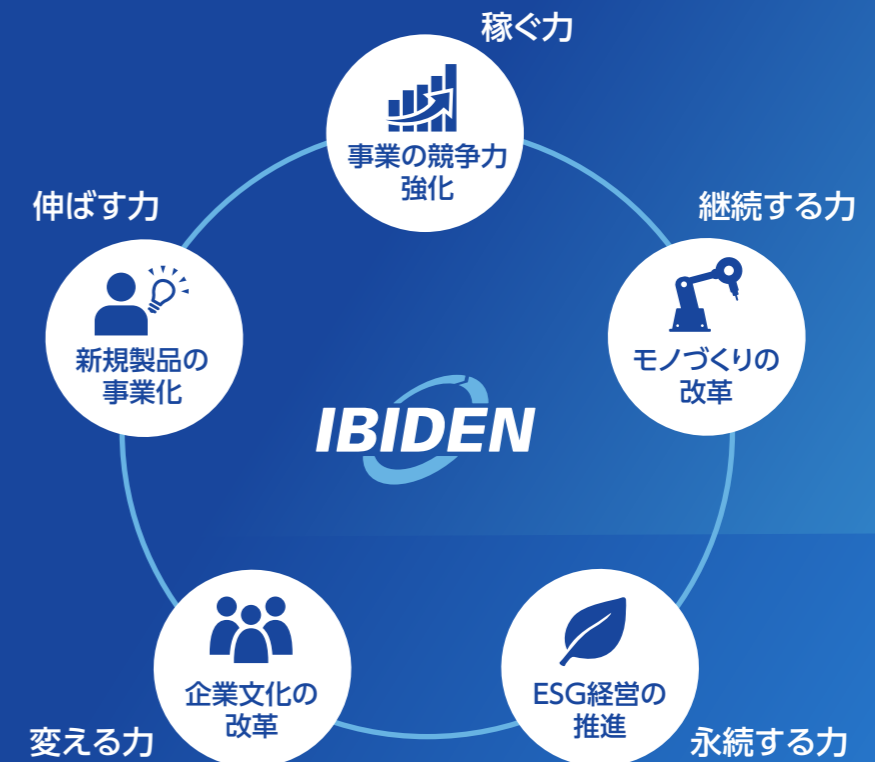 稼ぐ力
事業の競争力
強化
継続する力
モノづくりの
改革
永続する力
ESG経営の
推進
変える力
企業文化の
改革
伸ばす力
新規製品の
事業化
IBIDEN